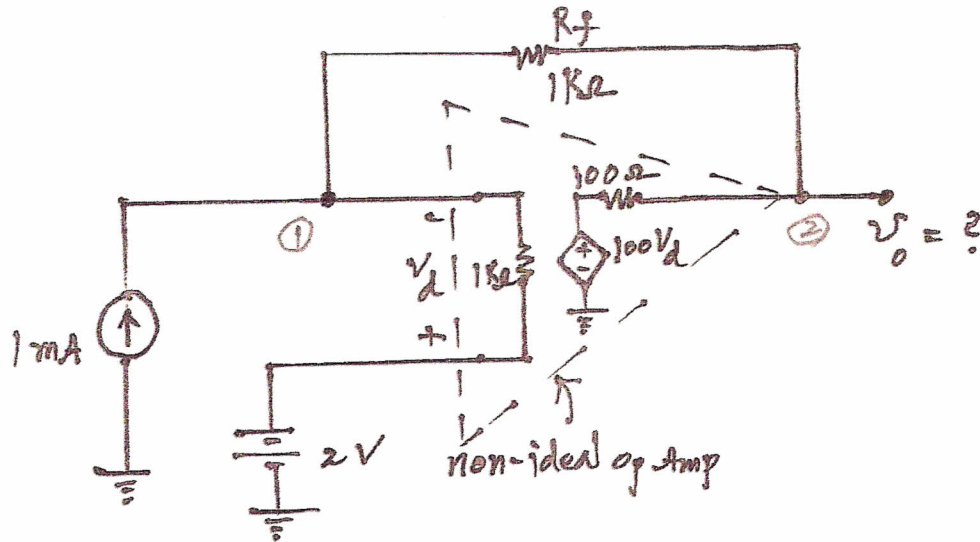 Rf
1KΩ
100Ω
①
-
Vd
1KΩ
+
+
-
100Vd
②
v₀ = ?
1mA
2V
non-ideal op Amp